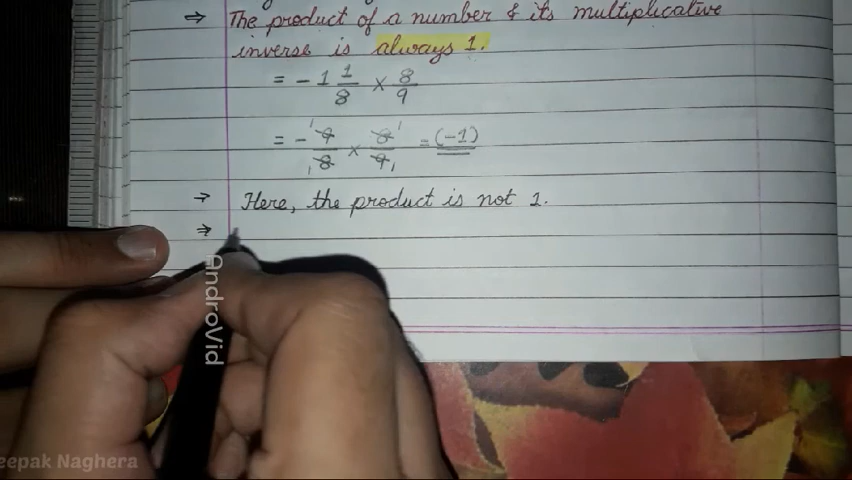 ⇒ The product of a number & its multiplicative
inverse is always 1.
= - 1 1/8 × 8/9
= - 9/8 × 8/9 = (-1)
→ Here, the product is not 1.
⇒
AndroVid
eepak Naghera